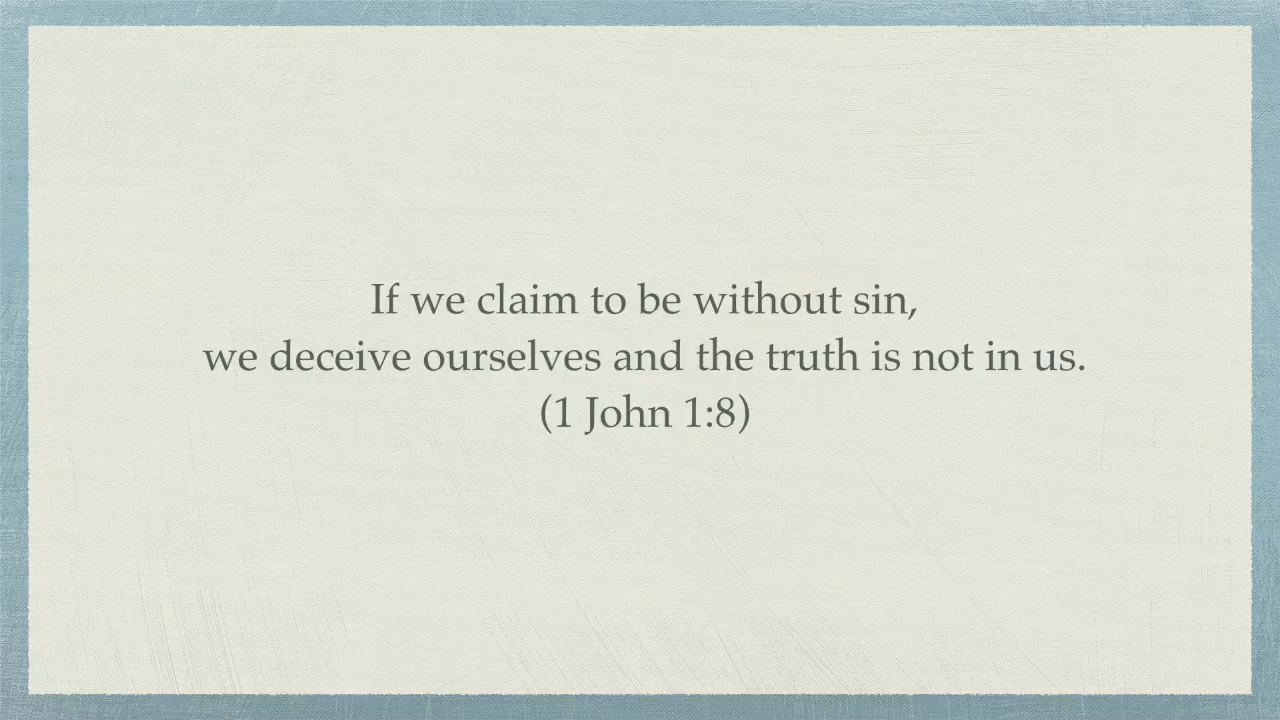 If we claim to be without sin,
we deceive ourselves and the truth is not in us.
(1 John 1:8)